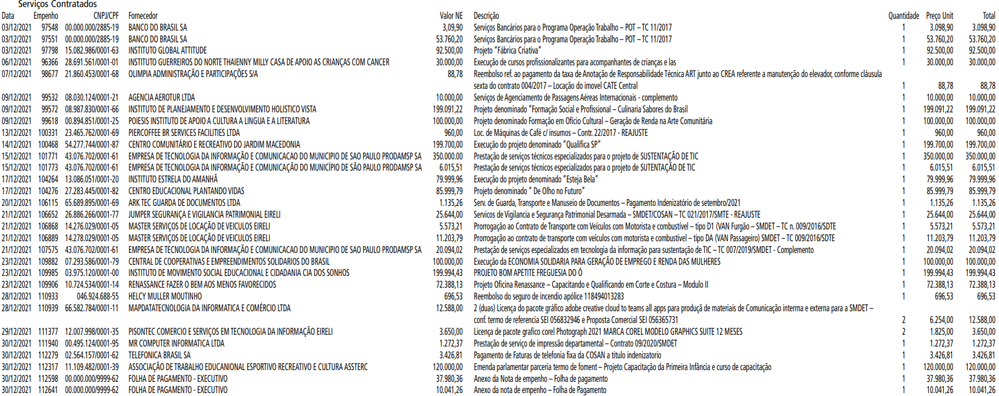 Serviços Contratados
Data Empenho CNPJ/CPF Fornecedor Valor NE Descrição Quantidade Preço Unit Total
03/12/2021 97548 00.000.000/2885-19 BANCO DO BRASIL SA 3,09,90 Serviços Bancários para o Programa Operação Trabalho – POT – TC 11/2017 1 3.098,90 3.098,90
03/12/2021 97551 00.000.000/2885-19 BANCO DO BRASIL SA 53.760,20 Serviços Bancários para o Programa Operação Trabalho – POT – TC 11/2017 1 53.760,20 53.760,20
03/12/2021 97798 15.082.986/0001-63 INSTITUTO GLOBAL ATTITUDE 92.500,00 Projeto “Fábrica Criativa” 1 92.500,00 92.500,00
06/12/2021 96366 28.691.561/0001-01 INSTITUTO GUERREIROS DO NORTE THAIENNY MILLY CASA DE APOIO AS CRIANÇAS COM CANCER 30.000,00 Execução de cursos profissionalizantes para acompanhantes de crianças e las 1 30.000,00 30.000,00
07/12/2021 98677 21.860.453/0001-68 OLIMPIA ADMINISTRAÇÃO E PARTICIPAÇÕES S/A 88,78 Reembolso ref. ao pagamento da taxa de Anotação de Responsabilidade Técnica ART junto ao CREA referente a manutenção do elevador, conforme cláusula
sexta do contrato 004/2017 – Locação do imovel CATE Central 1 88,78 88,78
09/12/2021 99532 08.030.124/0001-21 AGENCIA AEROTUR LTDA 10.000,00 Serviços de Agenciamento de Passagens Aéreas Internacionais - complemento 1 10.000,00 10.000,00
09/12/2021 99572 08.987.830/0001-66 INSTITUTO DE PLANEJAMENTO E DESENVOLVIMENTO HOLISTICO VISTA 199.091,22 Projeto denominado “Formação Social e Profissional – Culinaria Sabores do Brasil 1 199.091,22 199.091,22
09/12/2021 99618 00.894.851/0001-25 POIESIS INSTITUTO DE APOIO A CULTURA A LINGUA E A LITERATURA 100.000,00 Projeto denominado Formação em Ofício Cultural – Geração de Renda na Arte Comunitária 1 100.000,00 100.000,00
13/12/2021 100331 23.465.762/0001-69 PIERCOFFEE BR SERVICES FACILITIES LTDA 960,00 Loc. de Máquinas de Café c/ insumos – Contr. 22/2017 - REAJUSTE 1 960,00 960,00
14/12/2021 100468 54.277.744/0001-87 CENTRO COMUNITÁRIO E RECREATIVO DO JARDIM MACEDONIA 199.700,00 Execução do projeto denominado “Qualifica SP” 1 199.700,00 199.700,00
15/12/2021 101771 43.076.702/0001-61 EMPRESA DE TECNOLOGIA DA INFORMAÇÃO E COMUNICACAO DO MUNICIPIO DE SAO PAULO PRODAMSP SA 350.000.00 Prestação de serviços técnicos especializados para o projeto de SUSTENTAÇÃO DE TIC 1 350.000,00 350.000,00
15/12/2021 101773 43.076.702/0001-61 EMPRESA DE TECNOLOGIA DA INFORMAÇÃO E COMUNICAÇÃO DO MUNICÍPIO DE SÃO PAULO PRODAMSP SA 6.015,51 Prestação de serviços técnicos especializados para o projeto de SUTENTAÇÃO DE TIC 1 6.015,51 6.015,51
17/12/2021 104264 13.086.051/0001-20 INSTITUTO ESTRELA DO AMANHÃ 79.999,96 Execução do projeto denominado “Esteja Bela” 1 79.999,96 79.999,96
17/12/2021 104276 27.283.445/0001-82 CENTRO EDUCACIONAL PLANTANDO VIDAS 85.999,79 Projeto denominado “ De Olho no Futuro” 1 85.999,79 85.999,79
20/12/2021 106115 65.689.895/0001-69 ARK TEC GUARDA DE DOCUMENTOS LTDA 1.135,26 Serv. de Guarda, Transporte e Manuseio de Documentos – Pagamento Indenizatório de setembro/2021 1 1.135,26 1.135,26
21/12/2021 106652 26.886.266/0001-77 JUMPER SEGURANÇA E VIGILANCIA PATRIMONIAL EIRELI 25.644,00 Servicos de Vigilancia e Segurança Patrimonial Desarmada – SMDET/COSAN – TC 021/2017/SMTE - REAJUSTE 1 25.644,00 25.644,00
21/12/2021 106868 14.276.029/0001-05 MASTER SERVIÇOS DE LOCAÇÃO DE VEICULOS EIRELI 5.573,21 Prorrogação ao Contrato de Transporte com Veículos com Motorista e combustível – tipo D1 (VAN Furgão – SMDET – TC n. 009/2016/SDTE 1 5.573,21 5.573,21
21/12/2021 106889 14.278.029/0001-05 MASTER SERVIÇOS DE LOCAÇÃO DE VEICULOS EIRELI 11.203,79 Prorrogação ao contrato de transporte com veículos com motorista e combustivel – tipo DA (VAN Passageiro) SMDET – TC 009/2016/SDTE 1 11.203,79 11.203,79
21/12/2021 107575 43.076.702/0001-61 EMPRESA DE TECNOLOGIA DA INFORMAÇÃO E COMUNICACAO DO MUNICIPIO DE SAO PAULO PRODAMSP SA 20.094,02 Prestação de serviços especializados em tecnologia da informação para sustentação de TIC – TC 007/2019/SMDET - Complemento 1 20.094,02 20.094,02
23/12/2021 109882 07.293.586/0001-79 CENTRAL DE COOPERATIVAS E EMPREENDIMENTOS SOLIDARIOS DO BRASIL 100.000,00 Execução da ECONOMIA SOLIDARIA PARA GERAÇÃO DE EMPREGO E RENDA DAS MULHERES 1 100.000,00 100.000,00
23/12/2021 109985 03.975.120/0001-00 INSTITUTO DE MOVIMENTO SOCIAL EDUCACIONAL E CIDADANIA CIA DOS SONHOS 199.994,43 PROJETO BOM APETITE FREGUESIA DO Ó 1 199.994,43 199.994,43
23/12/2021 109906 10.724.534/0001-14 RENASSANCE FAZER O BEM AOS MENOS FAVORECIDOS 72.388,13 Projeto Oficina Renassance – Capacitando e Qualificando em Corte e Costura – Modulo II 1 72.388,13 72.388,13
28/12/2021 110933 046.924.688-55 HELCY MULLER MOUTINHO 696,53 Reembolso do seguro de incendio apólice 118494013283 1 696,53 696,53
28/12/2021 110939 66.582.784/0001-11 MAPDATATECNOLOGIA DA INFORMATICA E COMÉRCIO LTDA 12.588,00 2 (duas) Licença do pacote gráfico adobe creative cloud to teams all apps para produçã de materiais de Comunicação interrna e externa para a SMDET –
conf. termo de referencia SEI 056832946 e Proposta Comercial SEI 056365731 2 6.254,00 12.588,00
29/12/2021 111377 12.007.998/0001-35 PISONTEC COMERCIO E SERVIÇOS EM TECNOLOGIA DA INFORMAÇÃO EIRELI 3.650,00 Licença de pacote grafico corel Photograph 2021 MARCA COREL MODELO GRAPHICS SUITE 12 MESES 2 1.825,00 3.650,00
30/12/2021 111940 00.495.124/0001-95 MR COMPUTER INFORMATICA LTDA 1.272,37 Prestação de serviço de impressão departamental – Contrato 09/2020/SMDET 1 1.272,37 1.272,37
30/12/2021 112279 02.564.157/0001-62 TELEFONICA BRASIL SA 3.426,81 Pagamento de Faturas de telefonia fixa da COSAN a titulo indenizatorio 1 3.426,81 3.426,81
30/12/2021 112317 11.109.482/0001-39 ASSOCIAÇÃO DE TRABALHO EDUCANIONAL ESPORTIVO RECREATIVO E CULTURA ASSTERC 120.000,00 Emenda parlamentar parceria termo de foment – Projeto Capacitação da Primeira Infância e curso de capacitação 1 120.000,00 120.000,00
30/12/2021 112598 00.000.000/9999-62 FOLHA DE PAGAMENTO - EXECUTIVO 37.980,36 Anexo da Nota de empenho – Folha de pagamento 1 37.980,36 37.980,36
30/12/2021 112641 00.000.000/9999-62 FOLHA DE PAGAMENTO - EXECUTIVO 10.041,26 Anexo da nota de empenho – Folha de Pagamento 1 10.041,26 10.041,26